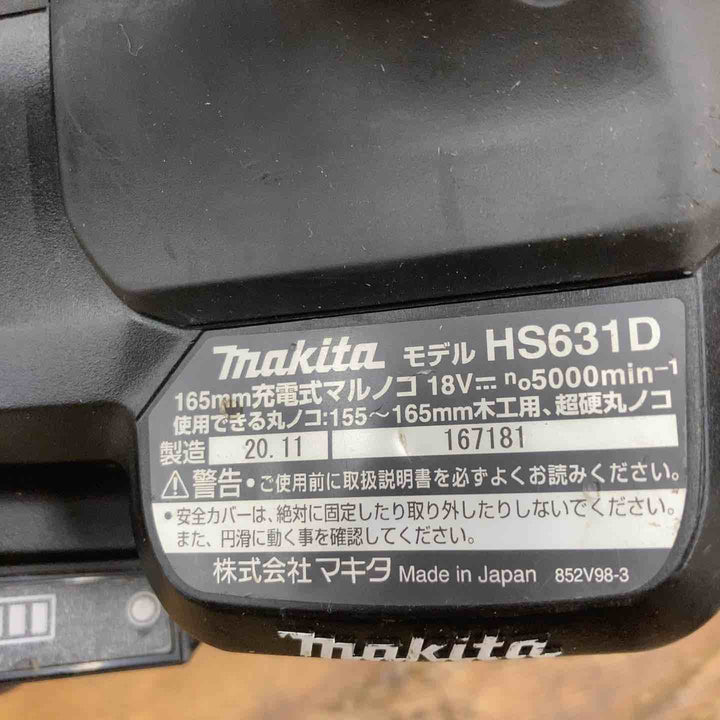 makita モデル HS631D
165mm充電式マルノコ 18V⎓ n₀5000min⁻¹
使用できる丸ノコ:155～165mm木工用、超硬丸ノコ
製造 20.11 167181
⚠警告・ご使用前に取扱説明書を必ずよくお読みください。
・安全カバーは、絶対に固定したり取り外したりしないでください。
また、円滑に動く事を確認してください。
株式会社マキタ Made in Japan 852V98-3
makita